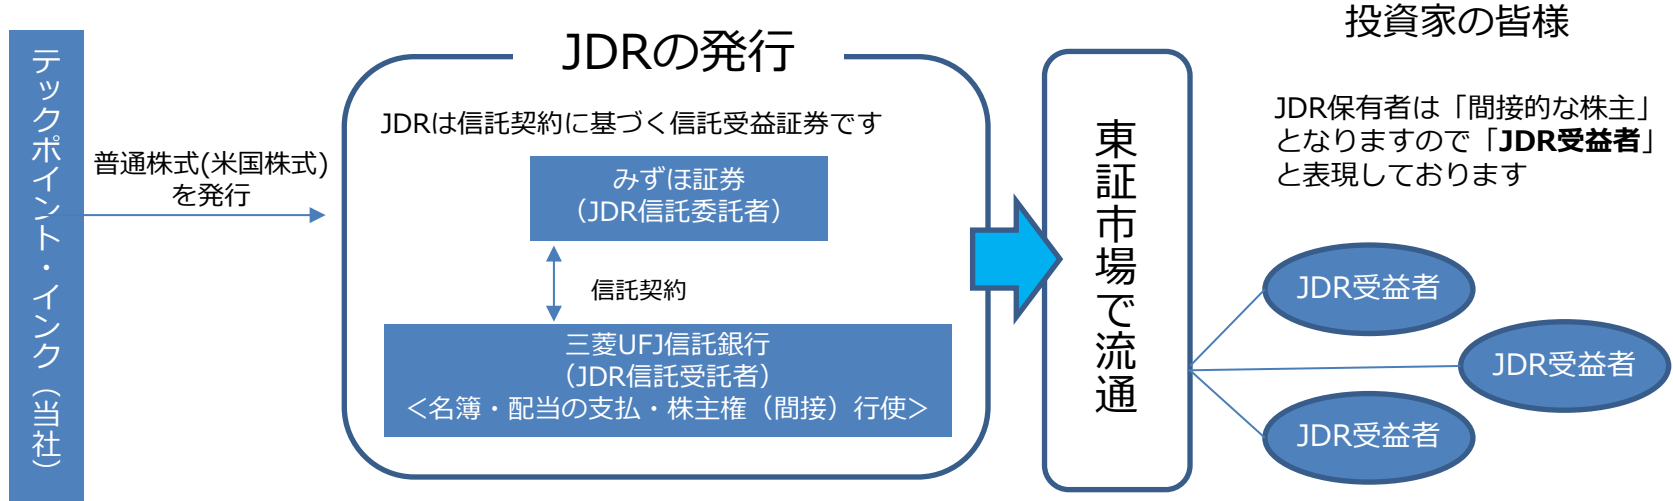 テックポイント・インク（当社）
普通株式(米国株式)
を発行
JDRの発行
JDRは信託契約に基づく信託受益証券です
みずほ証券
（JDR信託委託者）
信託契約
三菱UFJ信託銀行
（JDR信託受託者）
＜名簿・配当の支払・株主権（間接）行使＞
東証市場で流通
投資家の皆様
JDR保有者は「間接的な株主」
となりますので「JDR受益者」
と表現しております
JDR受益者
JDR受益者
JDR受益者